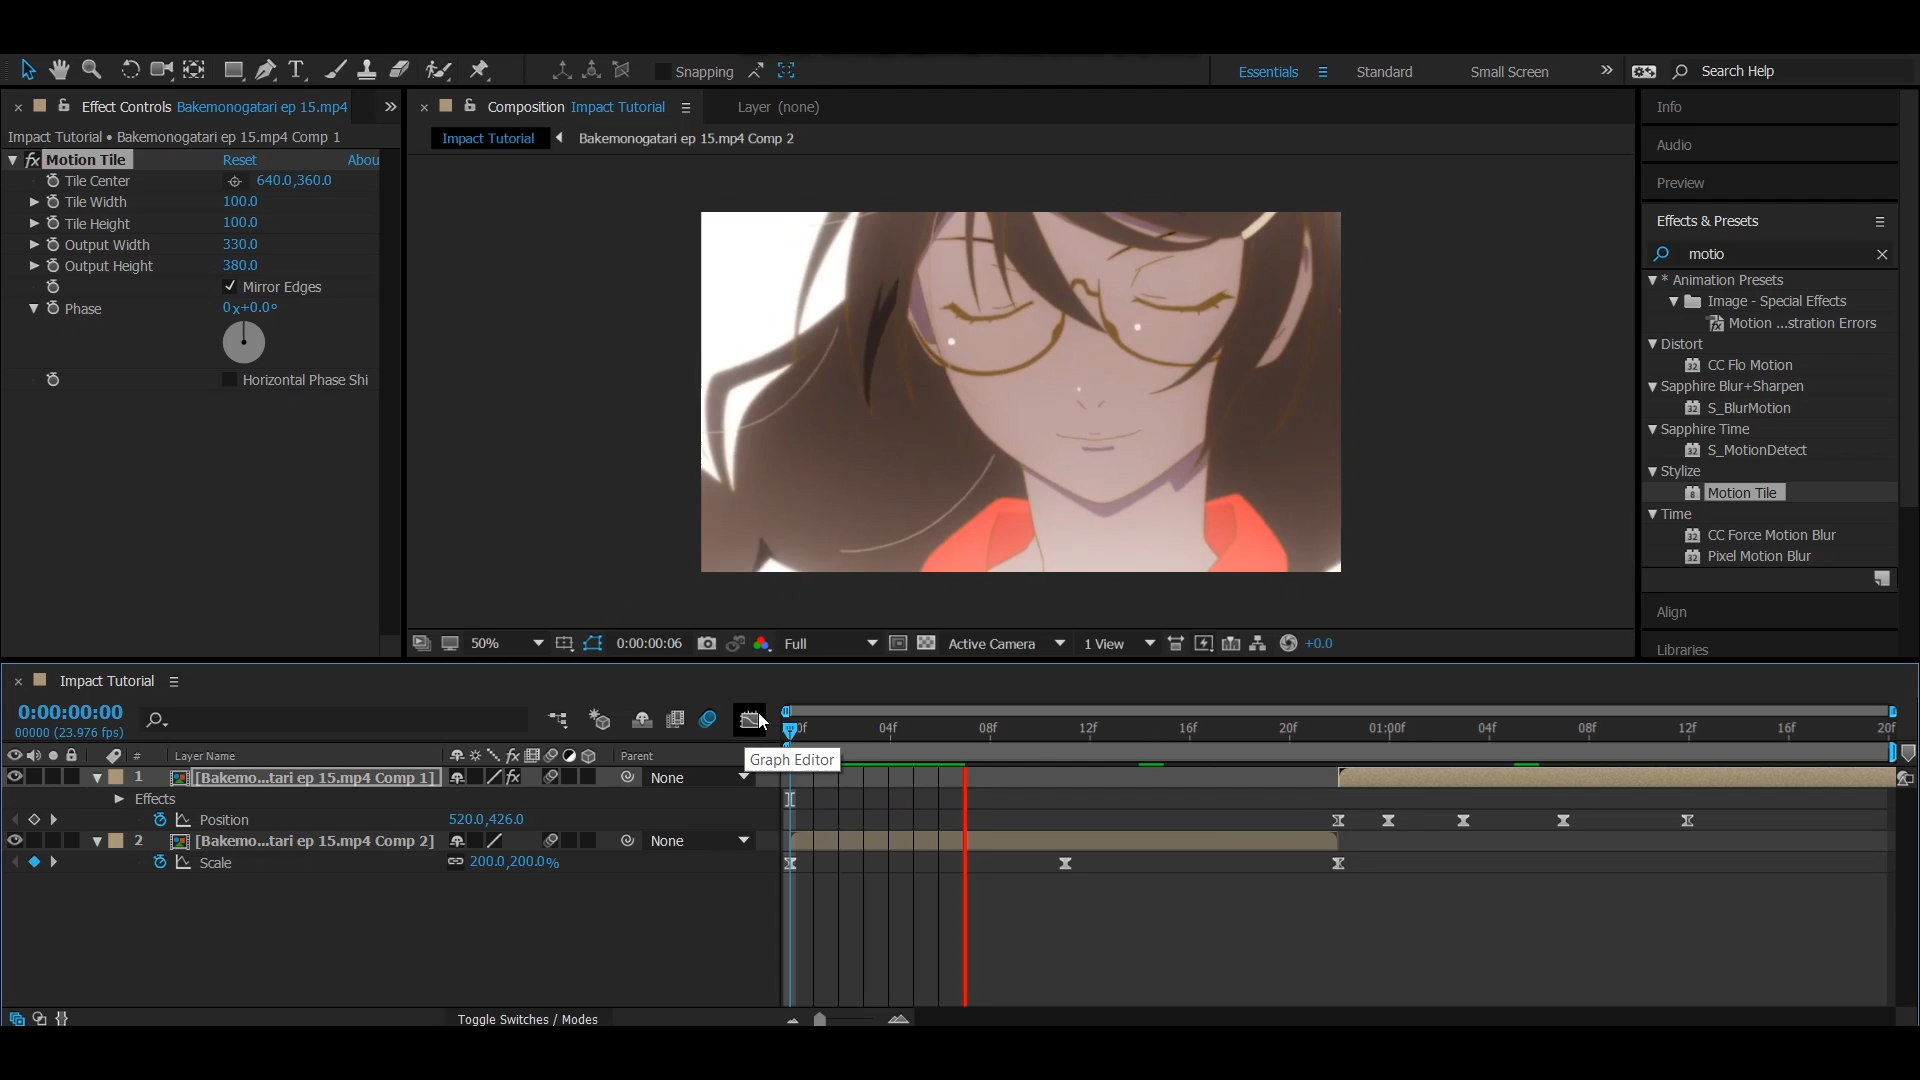 Snapping
Essentials
Standard
Small Screen
Search Help
Effect Controls Bakemonogatari ep 15.mp4
Composition Impact Tutorial
Layer (none)
Info
Impact Tutorial • Bakemonogatari ep 15.mp4 Comp 1
Impact Tutorial
Bakemonogatari ep 15.mp4 Comp 2
Audio
fx Motion Tile Reset Abou
Tile Center 640.0,360.0
Preview
Tile Width 100.0
Tile Height 100.0
Effects & Presets
Output Width 330.0
motio
Output Height 380.0
* Animation Presets
Mirror Edges
Image - Special Effects
Phase 0x+0.0°
Motion ...stration Errors
Distort
CC Flo Motion
Horizontal Phase Shi
Sapphire Blur+Sharpen
S_BlurMotion
Sapphire Time
S_MotionDetect
Stylize
Motion Tile
Time
CC Force Motion Blur
Pixel Motion Blur
Align
50% 0:00:00:06 Full Active Camera 1 View +0.0
Libraries
Impact Tutorial
0:00:00:00
00000 (23.976 fps)
04f 08f 12f 16f 20f 01:00f 04f 08f 12f 16f 20f
# Layer Name fx Parent
Graph Editor
1 [Bakemo...tari ep 15.mp4 Comp 1] fx None
Effects
Position 520.0,426.0
2 [Bakemo...tari ep 15.mp4 Comp 2] None
Scale 200.0,200.0%
Toggle Switches / Modes